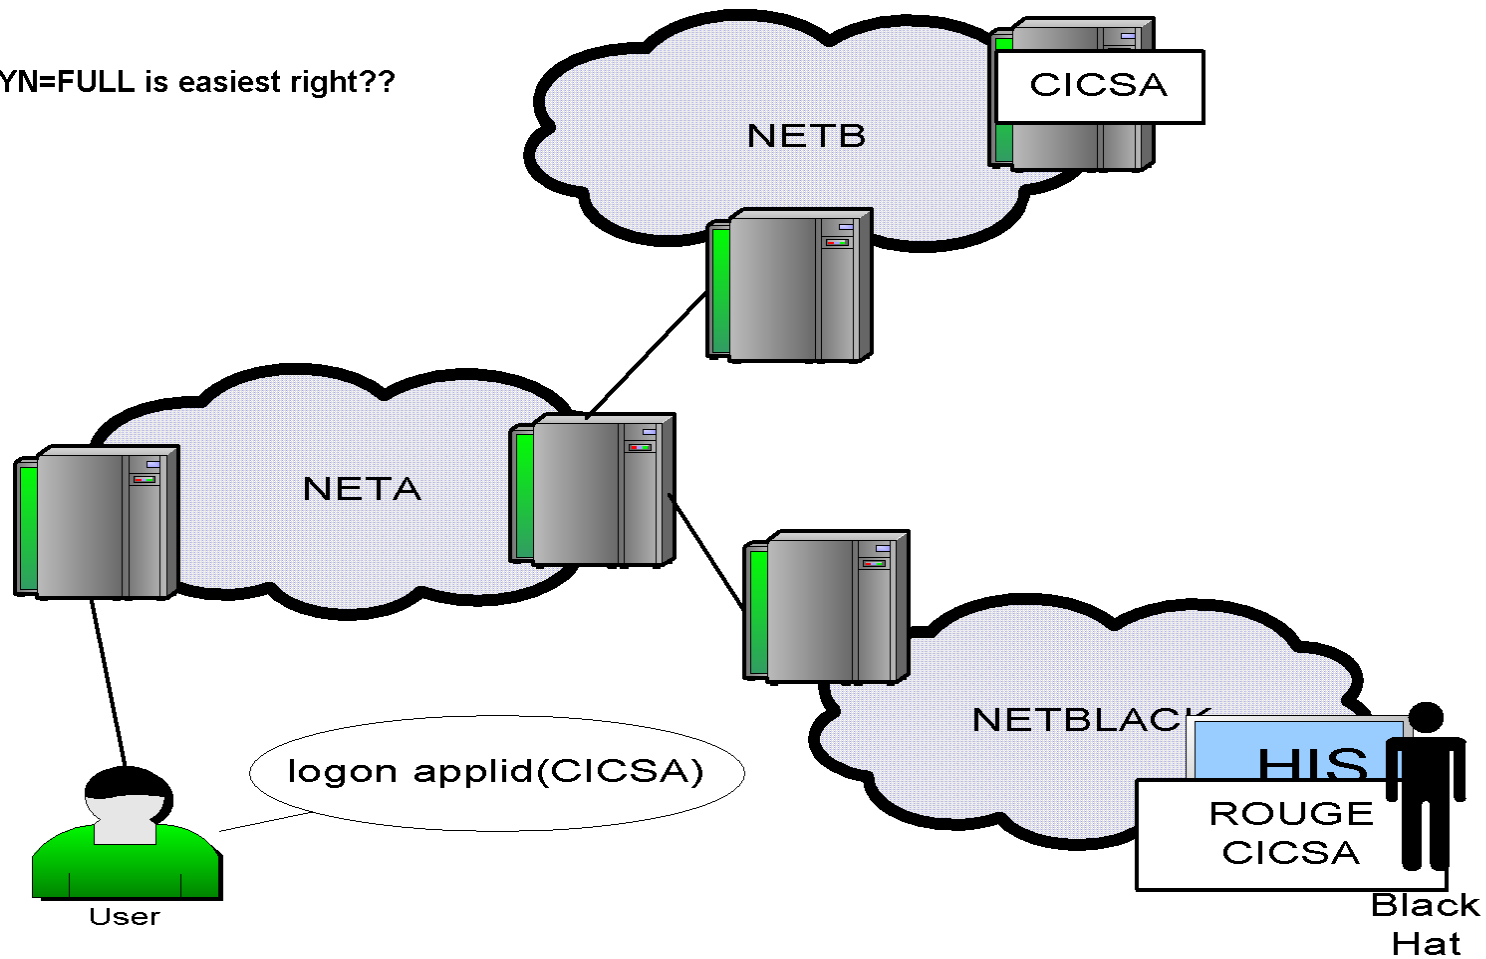 YN=FULL is easiest right??
CICSA
NETB
NETA
NETBLACK
logon applid(CICSA)
HIS
ROUGE
CICSA
User
Black
Hat